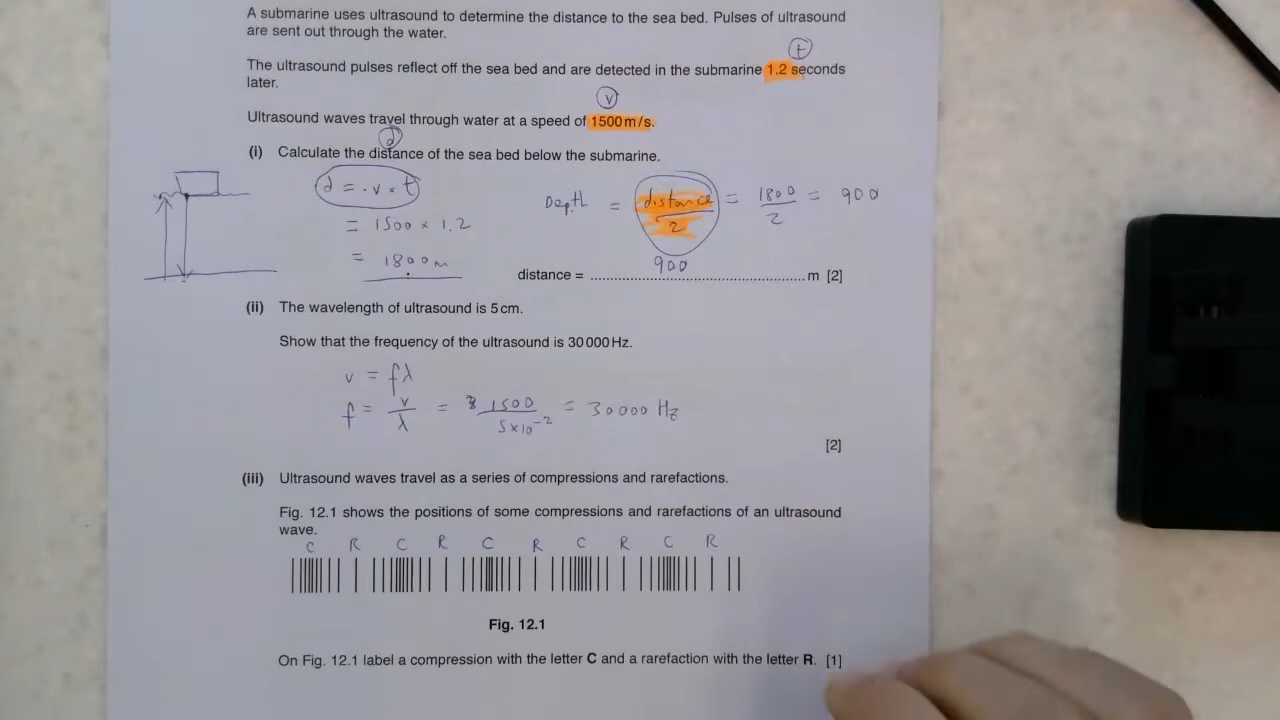 A submarine uses ultrasound to determine the distance to the sea bed. Pulses of ultrasound
are sent out through the water.
t
The ultrasound pulses reflect off the sea bed and are detected in the submarine 1.2 seconds
later.
v
Ultrasound waves travel through water at a speed of 1500 m/s.
d
(i) Calculate the distance of the sea bed below the submarine.
d = v × t
= 1500 × 1.2
= 1800m
Depth = distance/2 = 1800/2 = 900
900
distance = ........................................................ m [2]
(ii) The wavelength of ultrasound is 5 cm.
Show that the frequency of the ultrasound is 30 000 Hz.
v = fλ
f = v/λ = 1500/5×10⁻² = 30000 Hz
[2]
(iii) Ultrasound waves travel as a series of compressions and rarefactions.
Fig. 12.1 shows the positions of some compressions and rarefactions of an ultrasound
wave.
C R C R C R C R C R
Fig. 12.1
On Fig. 12.1 label a compression with the letter C and a rarefaction with the letter R. [1]